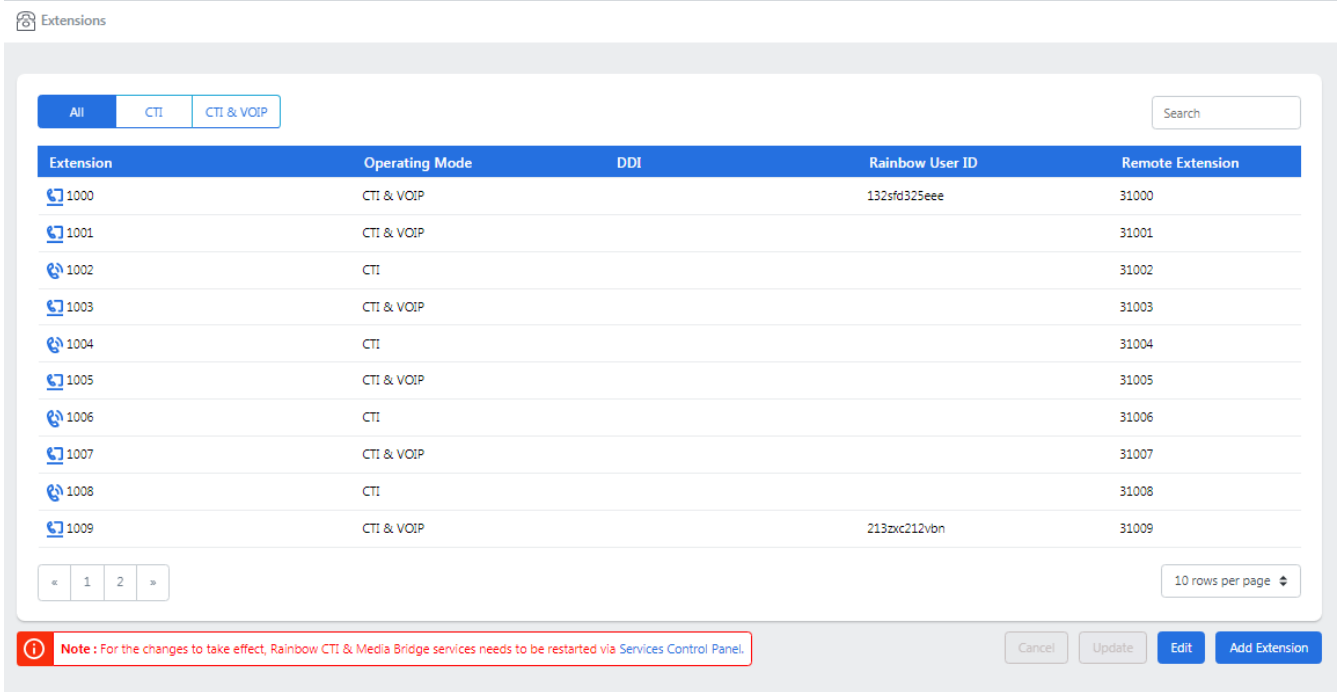 Extensions
All CTI CTI & VOIP Search
Extension Operating Mode DDI Rainbow User ID Remote Extension
1000 CTI & VOIP 132sfd325eee 31000
1001 CTI & VOIP 31001
1002 CTI 31002
1003 CTI & VOIP 31003
1004 CTI 31004
1005 CTI & VOIP 31005
1006 CTI 31006
1007 CTI & VOIP 31007
1008 CTI 31008
1009 CTI & VOIP 213zxc212vbn 31009
« 1 2 » 10 rows per page
Note : For the changes to take effect, Rainbow CTI & Media Bridge services needs to be restarted via Services Control Panel. Cancel Update Edit Add Extension